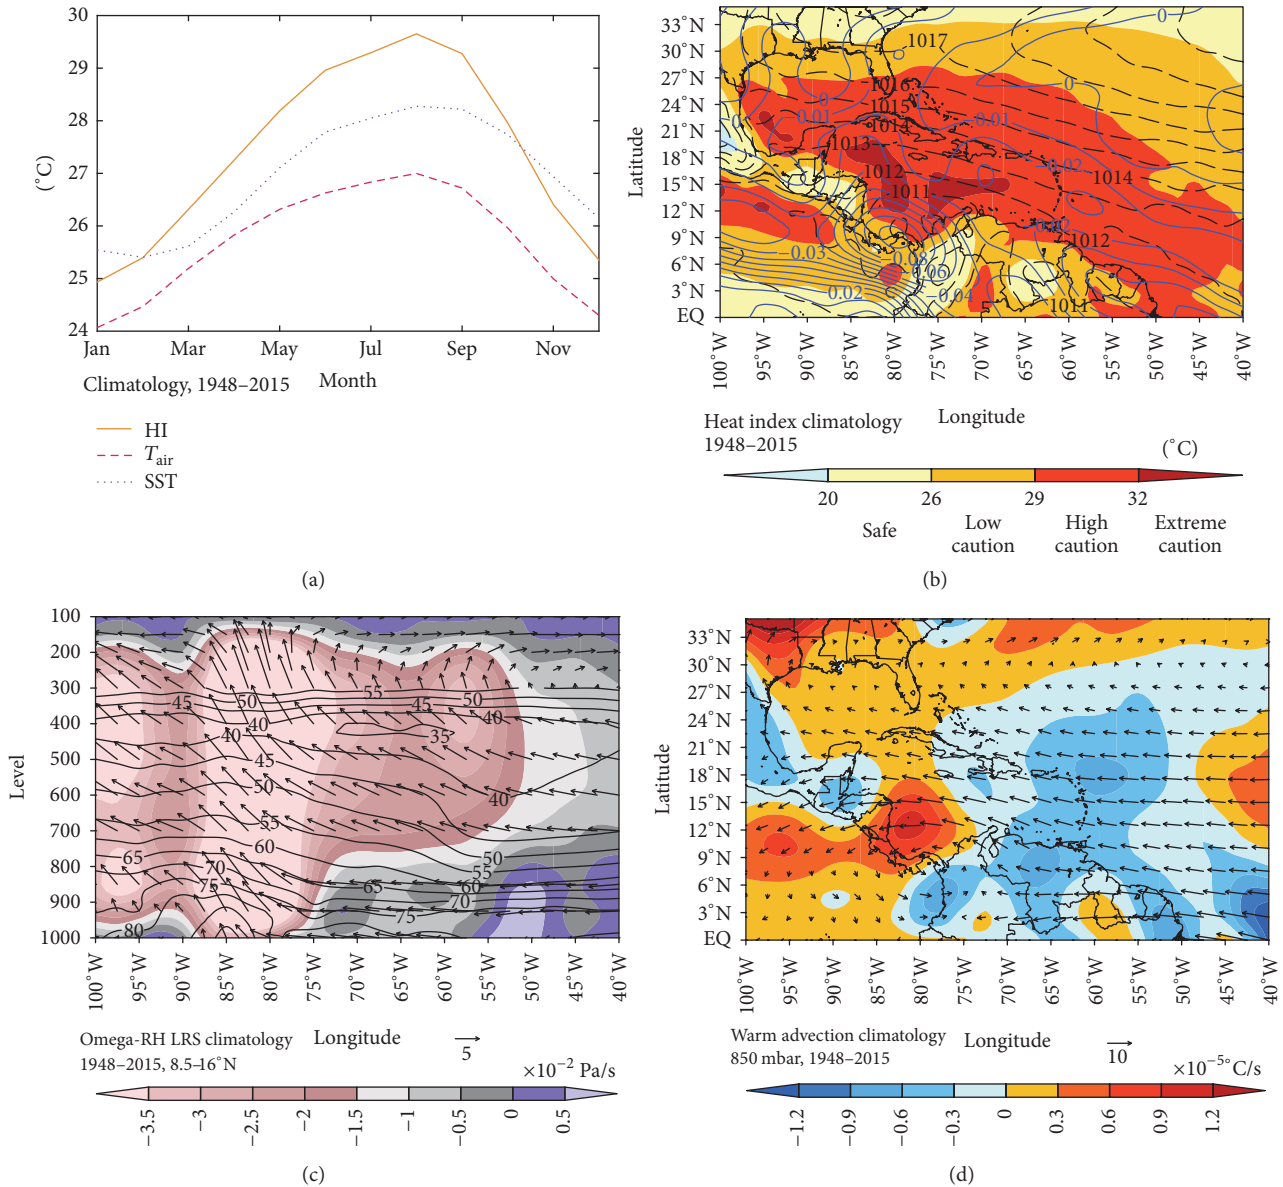 30
29
28
27
26
25
24
(°C)
Jan Mar May Jul Sep Nov
Climatology, 1948–2015 Month
HI
T air
SST
(a)
33°N
30°N
27°N
24°N
21°N
18°N
15°N
12°N
9°N
6°N
3°N
EQ
Latitude
0
1017
0
1016
0
1015
0.01
0
1014
−0.01
1013
−0.02
1012
1014
1011
−0.02
1012
−0.03
−0.08
−0.06
0.02
−0.04
1011
100°W 95°W 90°W 85°W 80°W 75°W 70°W 65°W 60°W 55°W 50°W 45°W 40°W
Heat index climatology Longitude
1948–2015
(°C)
20 26 29 32
Safe Low caution High caution Extreme caution
(b)
100
200
300
400
500
600
700
800
900
1000
Level
55
45 50 45 50
40 40
40 35
45
50 40
55
60
65 50
70 55
75 65 60
70
75
80
100°W 95°W 90°W 85°W 80°W 75°W 70°W 65°W 60°W 55°W 50°W 45°W 40°W
Omega-RH LRS climatology Longitude
1948–2015, 8.5–16°N
5
×10−2 Pa/s
−3.5 −3 −2.5 −2 −1.5 −1 −0.5 0 0.5
(c)
33°N
30°N
27°N
24°N
21°N
18°N
15°N
12°N
9°N
6°N
3°N
EQ
Latitude
100°W 95°W 90°W 85°W 80°W 75°W 70°W 65°W 60°W 55°W 50°W 45°W 40°W
Warm advection climatology Longitude
850 mbar, 1948–2015
10
×10−5°C/s
−1.2 −0.9 −0.6 −0.3 0 0.3 0.6 0.9 1.2
(d)